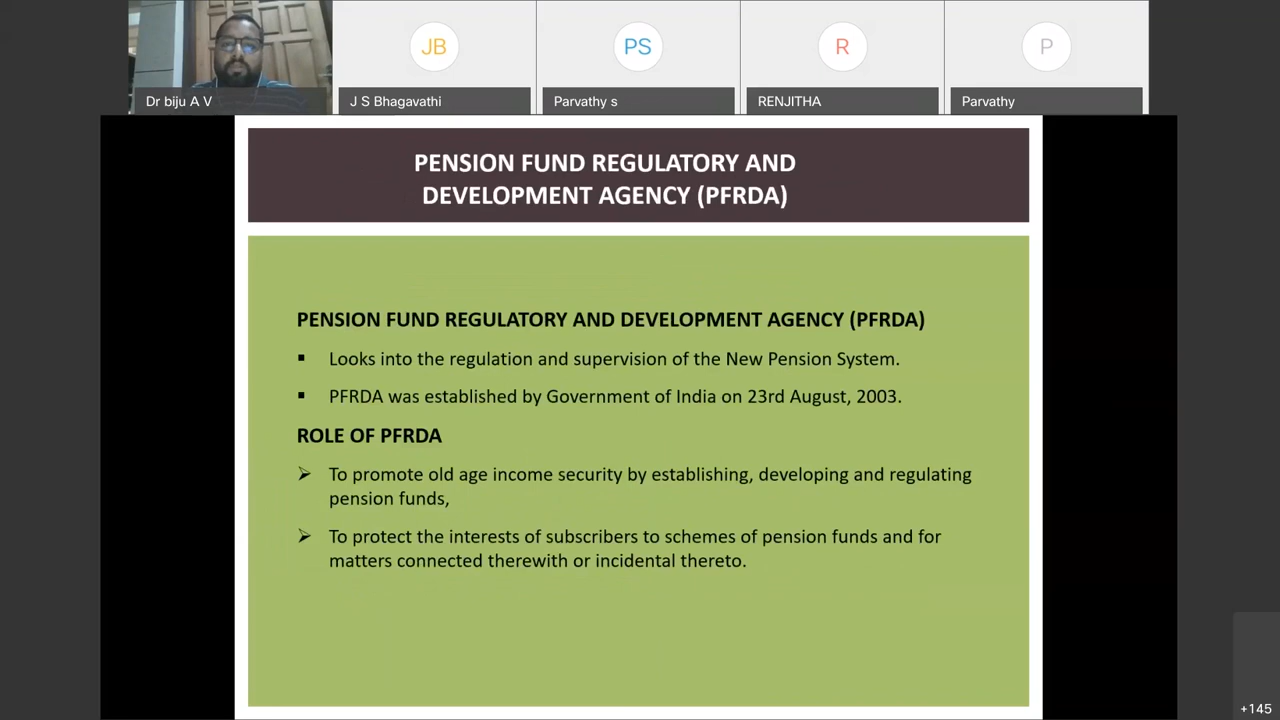 JB
PS
R
P
Dr biju A V
J S Bhagavathi
Parvathy s
RENJITHA
Parvathy
PENSION FUND REGULATORY AND
DEVELOPMENT AGENCY (PFRDA)
PENSION FUND REGULATORY AND DEVELOPMENT AGENCY (PFRDA)
▪ Looks into the regulation and supervision of the New Pension System.
▪ PFRDA was established by Government of India on 23rd August, 2003.
ROLE OF PFRDA
➢ To promote old age income security by establishing, developing and regulating
pension funds,
➢ To protect the interests of subscribers to schemes of pension funds and for
matters connected therewith or incidental thereto.
+145